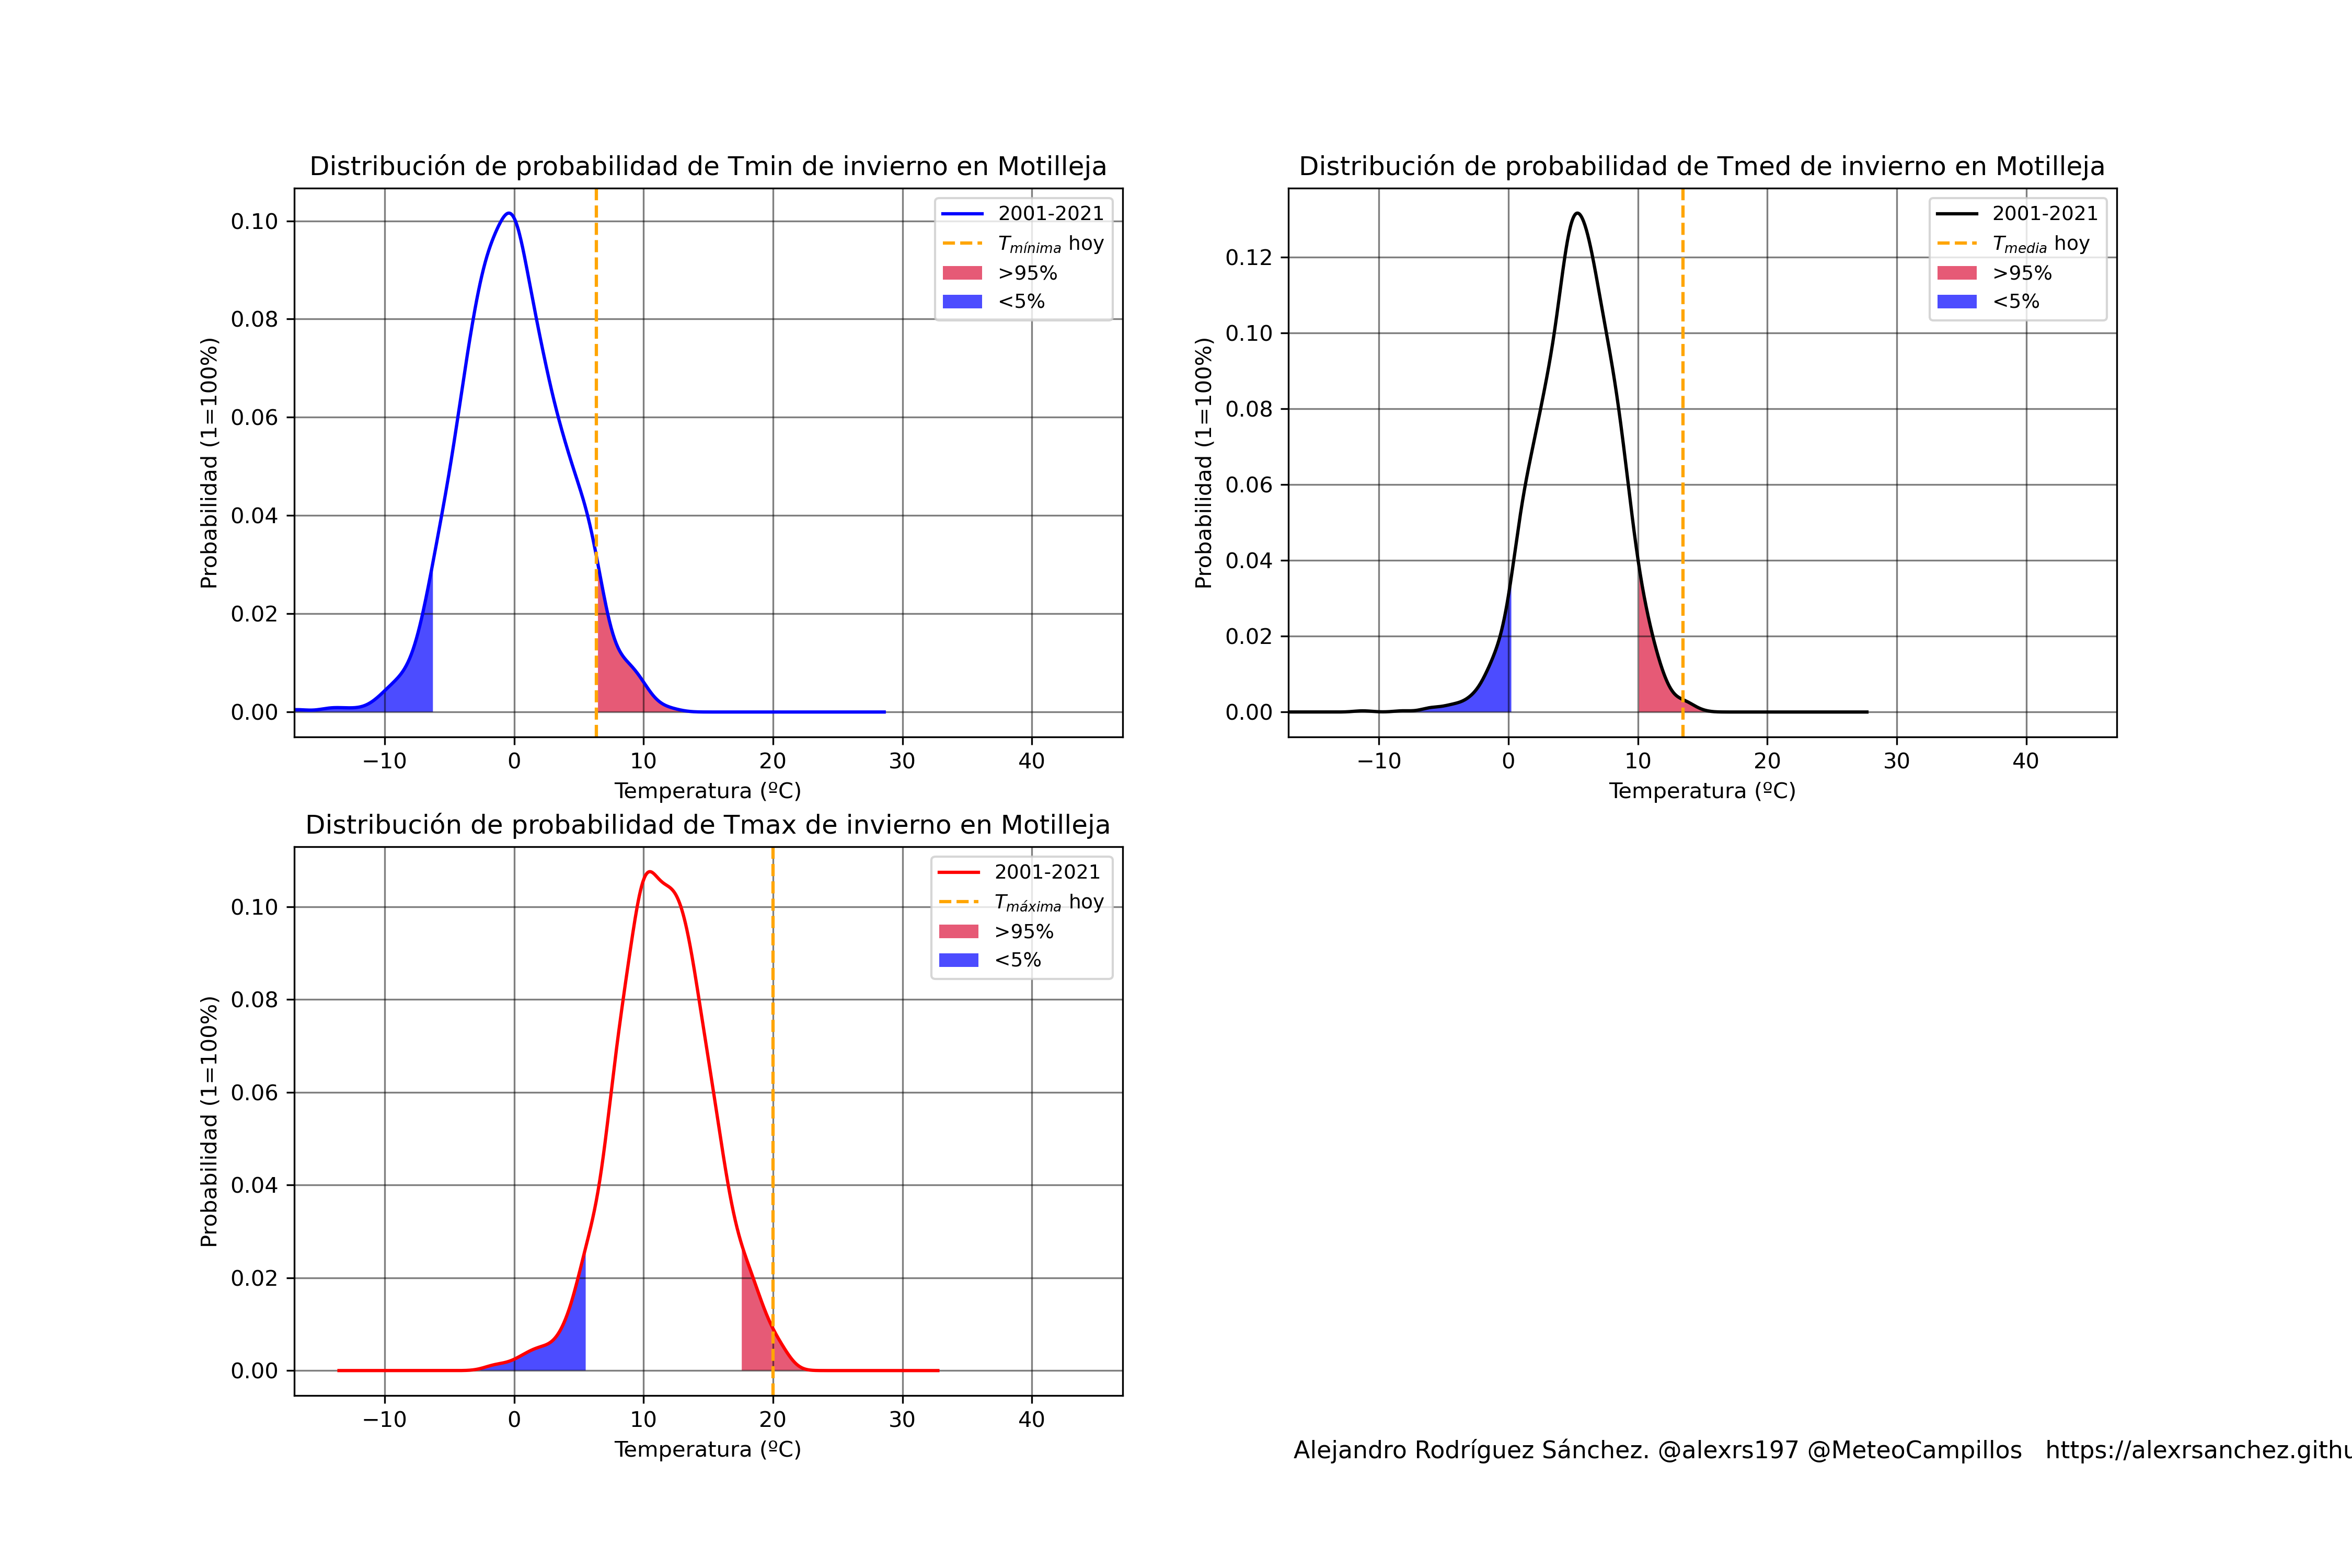 Distribución de probabilidad de Tmin de invierno en Motilleja
Probabilidad (1=100%)
0.10
0.08
0.06
0.04
0.02
0.00
2001-2021
Tmínima hoy
>95%
<5%
−10 0 10 20 30 40
Temperatura (ºC)
Distribución de probabilidad de Tmed de invierno en Motilleja
Probabilidad (1=100%)
0.12
0.10
0.08
0.06
0.04
0.02
0.00
2001-2021
Tmedia hoy
>95%
<5%
−10 0 10 20 30 40
Temperatura (ºC)
Distribución de probabilidad de Tmax de invierno en Motilleja
Probabilidad (1=100%)
0.10
0.08
0.06
0.04
0.02
0.00
2001-2021
Tmáxima hoy
>95%
<5%
−10 0 10 20 30 40
Temperatura (ºC)
Alejandro Rodríguez Sánchez. @alexrs197 @MeteoCampillos https://alexrsanchez.githu